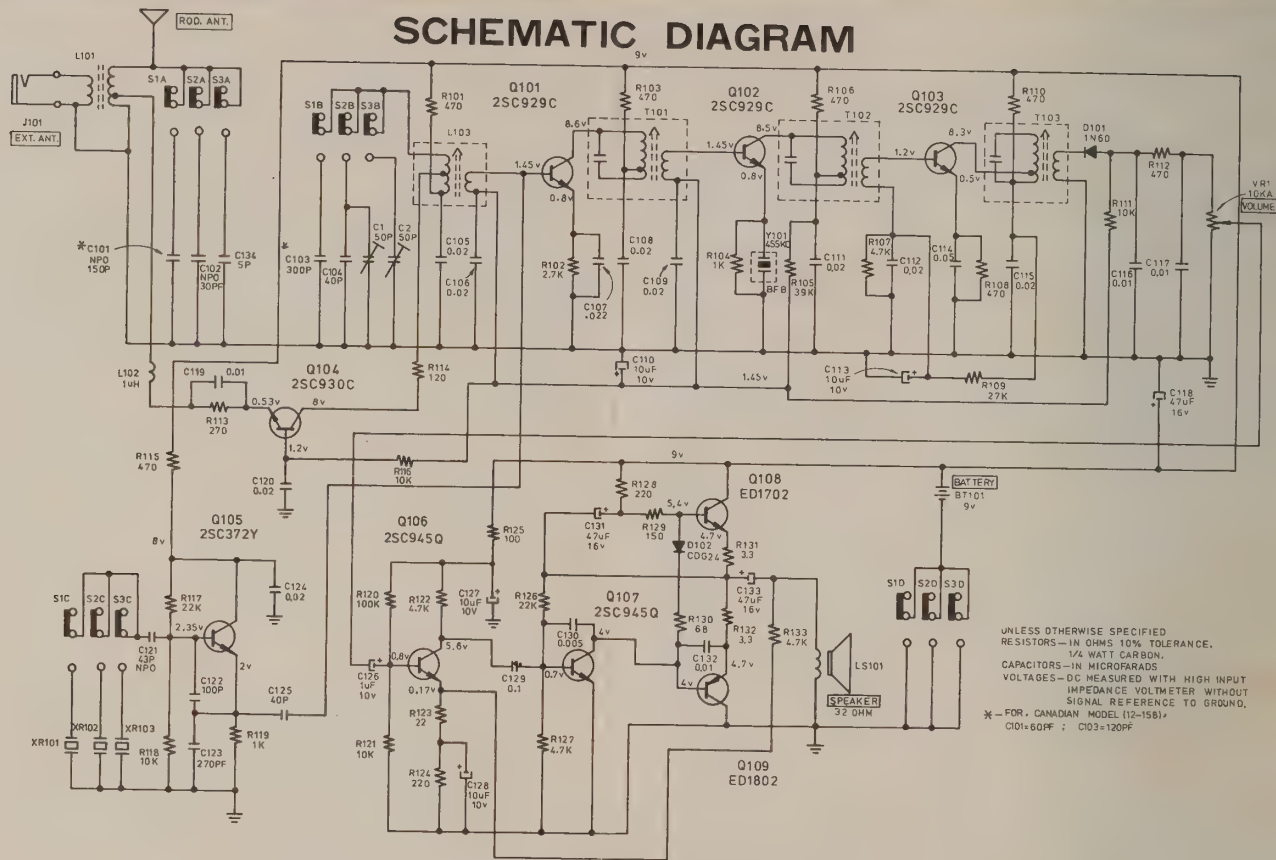 SCHEMATIC DIAGRAM
ROD. ANT.
L101
S1A
S2A
S3A
J101
EXT. ANT.
* C101
NPO
150P
C102
NPO
30PF
C134
5P
9v
S1B
S2B
S3B
R101
470
L103
Q101
2SC929C
1.45v
8.6v
0.8v
R103
470
T101
Q102
2SC929C
1.45v
8.5v
0.8v
R106
470
T102
Q103
2SC929C
1.2v
8.3v
0.5v
R110
470
T103
D101
1N60
R112
470
VR1
10KA
VOLUME
R111
10K
*
C103
300P
C104
40P
C1
50P
C2
50P
C105
0.02
C106
0.02
R102
2.7K
C107
.022
C108
0.02
C109
0.02
R104
1K
Y101
455KC
BFB
R105
39K
C111
0.02
R107
4.7K
C112
0.02
C114
0.05
R108
470
C115
0.02
C116
0.01
C117
0.01
L102
1uH
C119
0.01
R113
270
Q104
2SC930C
0.53v
8v
1.2v
R114
120
C110
10uF
10v
1.45v
C113
10uF
10v
R109
27K
C118
47uF
16v
R115
470
C120
0.02
R116
10K
9v
Q105
2SC372Y
8v
S1C
S2C
S3C
R117
22K
2.35v
C121
43P
NPO
C122
100P
2v
C124
0.02
C125
40P
XR101
XR102
XR103
R118
10K
C123
270PF
R119
1K
Q106
2SC945Q
R125
100
R120
100K
R122
4.7K
C127
10uF
10V
5.6v
0.8v
C126
1uF
10v
0.17v
R123
22
R121
10K
R124
220
C128
10uF
10v
C129
0.1
R126
22K
C131
47uF
16v
R128
220
R129
150
Q107
2SC945Q
C130
0.005
0.7v
4v
R127
4.7K
Q108
ED1702
5.4v
4.7v
D102
CDG24
R131
3.3
R130
68
C132
0.01
R132
3.3
4.7v
4v
Q109
ED1802
C133
47uF
16v
R133
4.7K
LS101
SPEAKER
32 OHM
BATTERY
BT101
9v
S1D
S2D
S3D
UNLESS OTHERWISE SPECIFIED
RESISTORS—IN OHMS 10% TOLERANCE.
1/4 WATT CARBON.
CAPACITORS—IN MICROFARADS
VOLTAGES—DC MEASURED WITH HIGH INPUT
IMPEDANCE VOLTMETER WITHOUT
SIGNAL REFERENCE TO GROUND.
* — FOR. CANADIAN MODEL (12-158),
C101=60PF ; C103=120PF